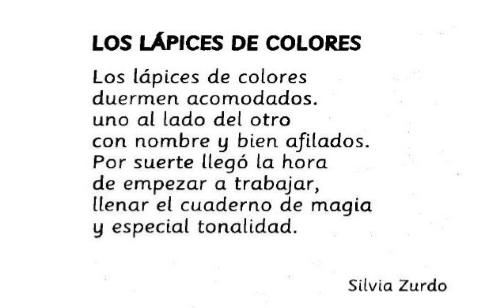 LOS LÁPICES DE COLORES
Los lápices de colores
duermen acomodados.
uno al lado del otro
con nombre y bien afilados.
Por suerte llegó la hora
de empezar a trabajar,
llenar el cuaderno de magia
y especial tonalidad.
Silvia Zurdo